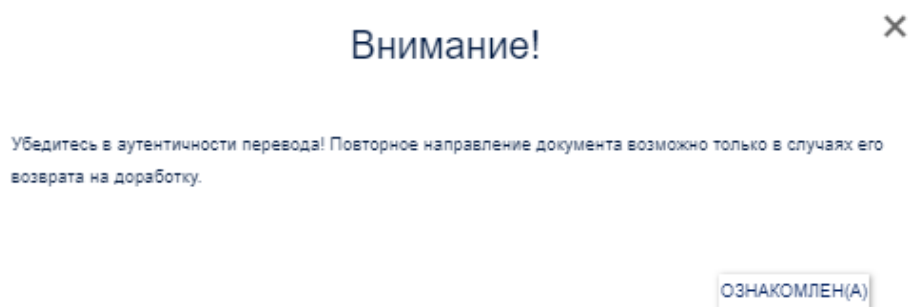 Внимание!
Убедитесь в аутентичности перевода! Повторное направление документа возможно только в случаях его
возврата на доработку.
ОЗНАКОМЛЕН(А)